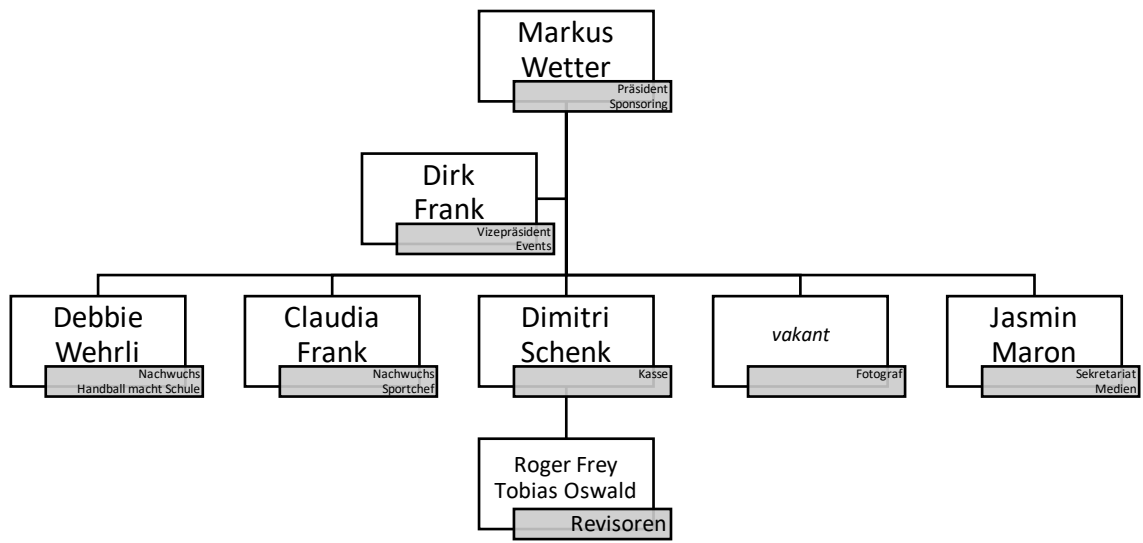 Markus
Wetter
Präsident
Sponsoring
Dirk
Frank
Vizepräsident
Events
Debbie
Wehrli
Nachwuchs
Handball macht Schule
Claudia
Frank
Nachwuchs
Sportchef
Dimitri
Schenk
Kasse
vakant
Fotograf
Jasmin
Maron
Sekretariat
Medien
Roger Frey
Tobias Oswald
Revisoren